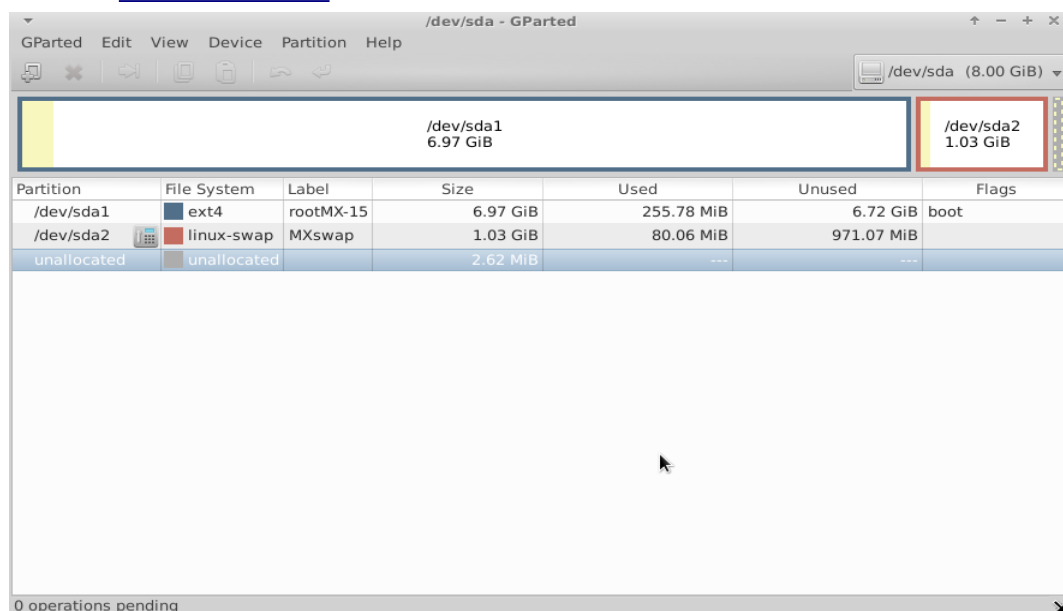 /dev/sda - GParted
GParted Edit View Device Partition Help
/dev/sda (8.00 GiB)
/dev/sda1
6.97 GiB
/dev/sda2
1.03 GiB
Partition File System Label Size Used Unused Flags
/dev/sda1 ext4 rootMX-15 6.97 GiB 255.78 MiB 6.72 GiB boot
/dev/sda2 linux-swap MXswap 1.03 GiB 80.06 MiB 971.07 MiB
unallocated unallocated 2.62 MiB --- ---
0 operations pending